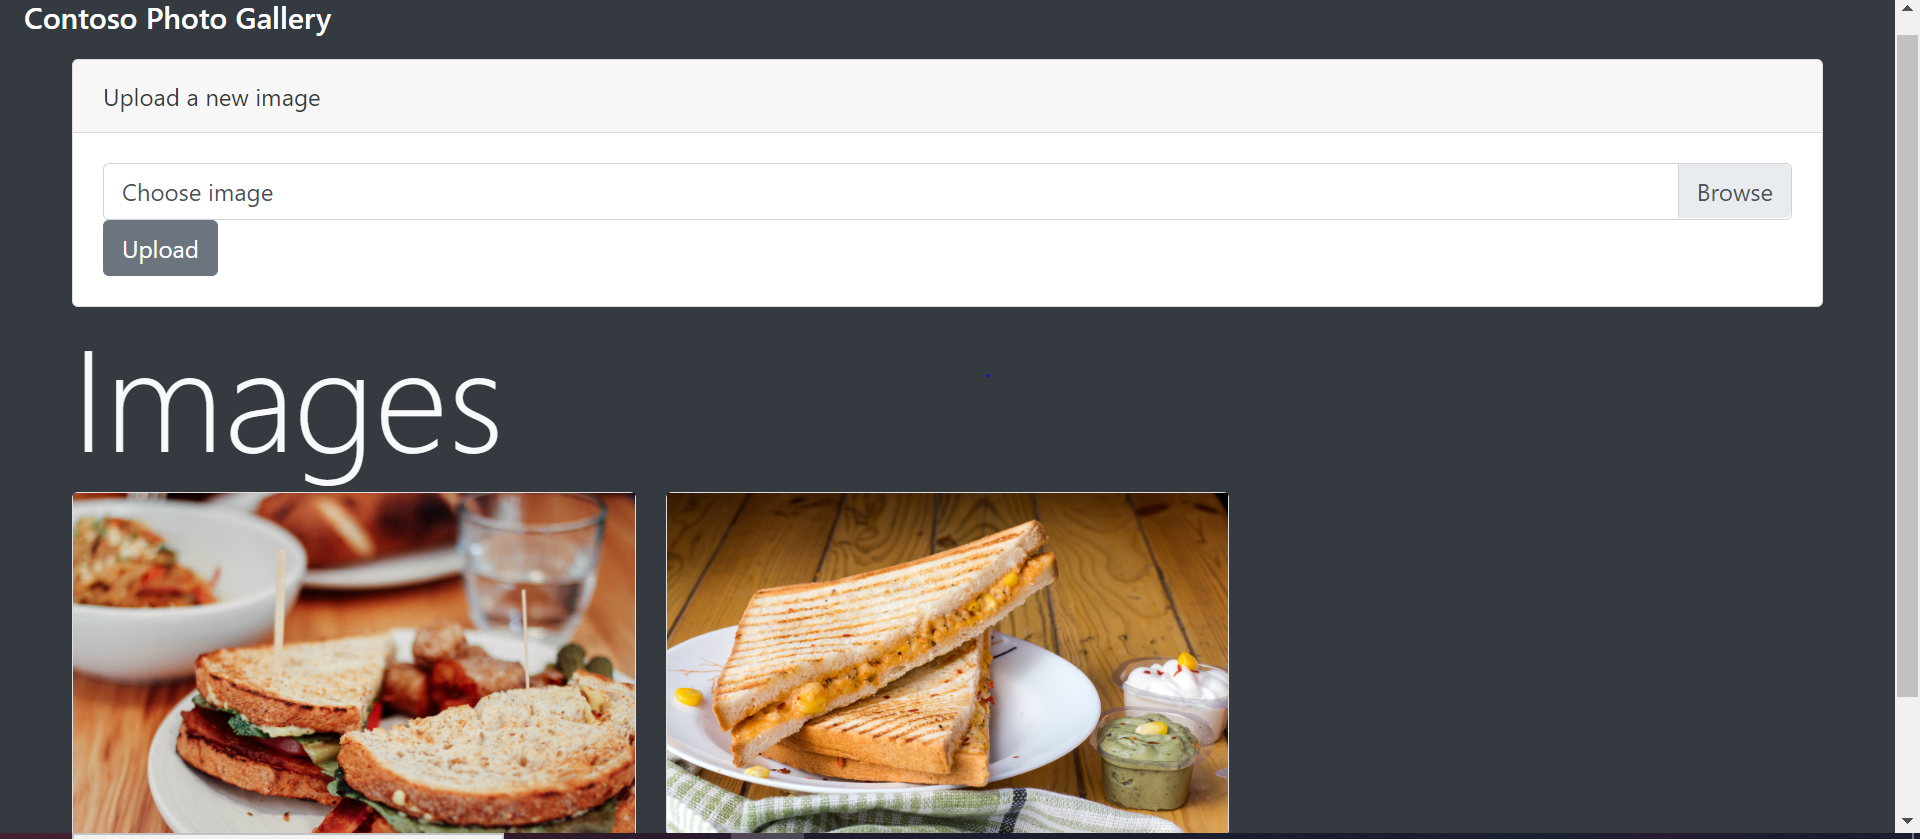 Contoso Photo Gallery
Upload a new image
Choose image
Browse
Upload
Images